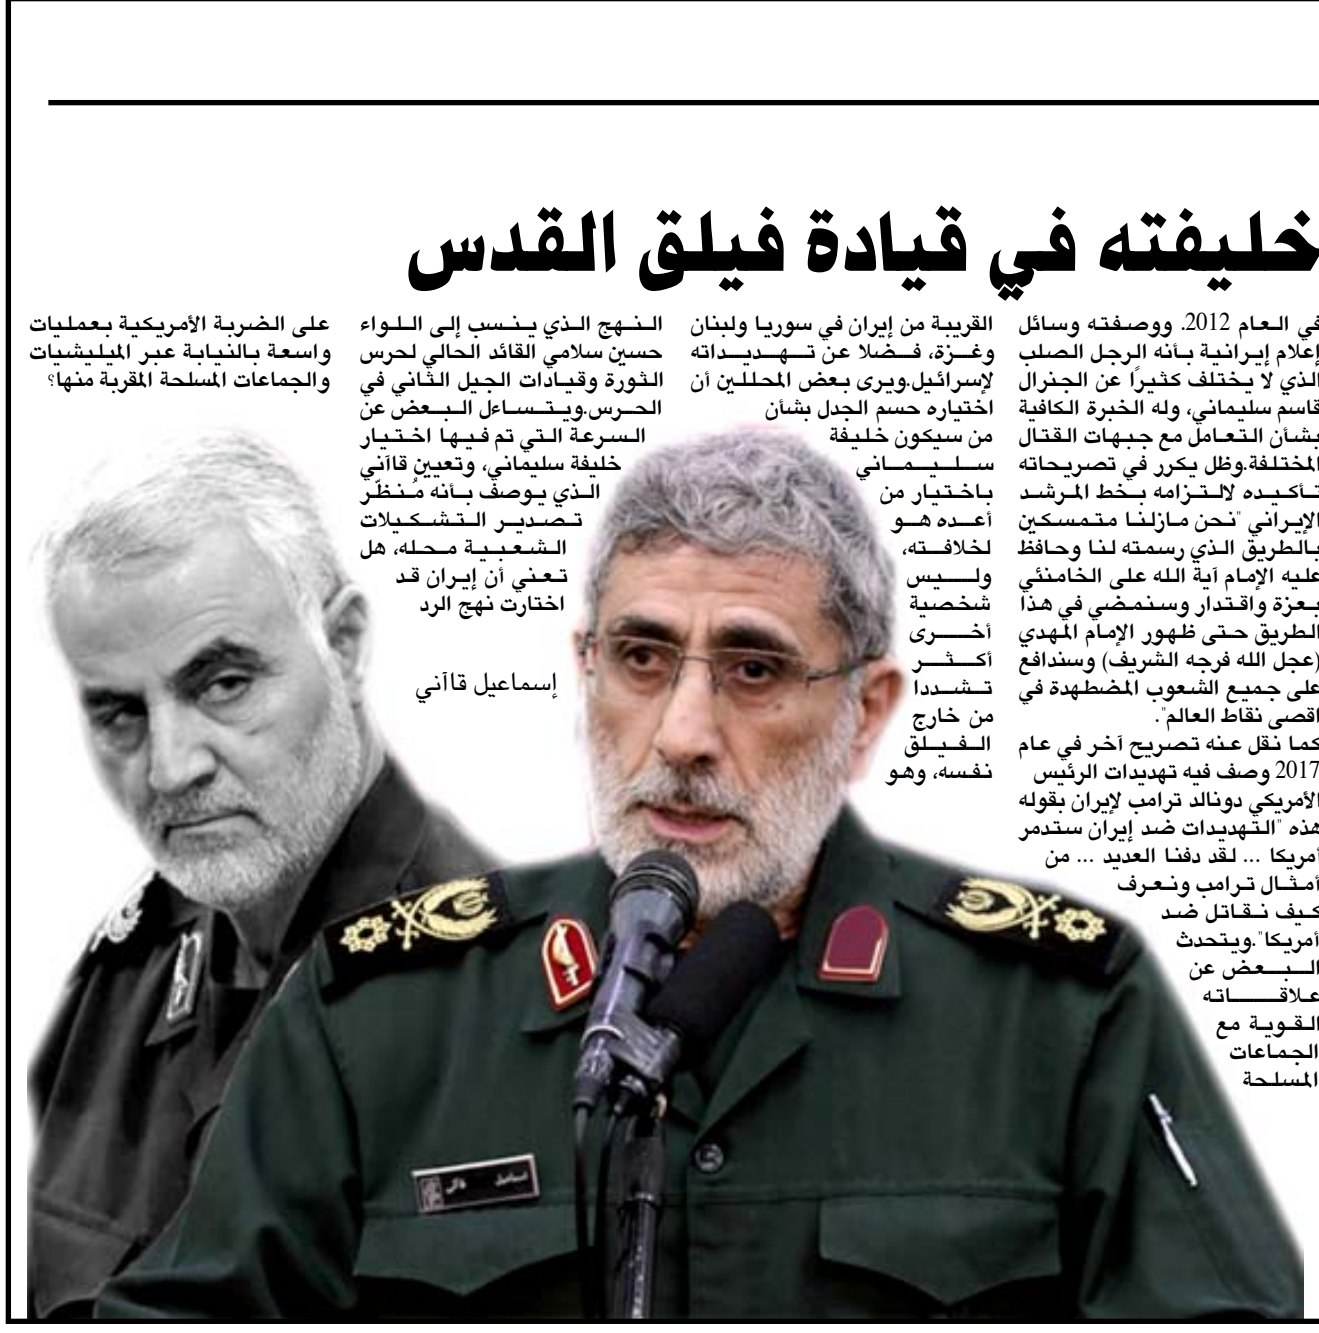 خليفته في قيادة فيلق القدس
في العام 2012. ووصفته وسائل
إعلام إيرانية بأنه الرجل الصلب
الذي لا يختلف كثيرًا عن الجنرال
قاسم سليماني، وله الخبرة الكافية
بشأن التعامل مع جبهات القتال
المختلفة.وظل يكرر في تصريحاته
تأكيده لالتزامه بخط المرشد
الإيراني "نحن مازلنا متمسكين
بالطريق الذي رسمته لنا وحافظ
عليه الإمام آية الله على الخامنئي
بعزة واقتدار وسنمضي في هذا
الطريق حتى ظهور الإمام المهدي
(عجل الله فرجه الشريف) وسندافع
على جميع الشعوب المضطهدة في
اقصى نقاط العالم".
كما نقل عنه تصريح آخر في عام
2017 وصف فيه تهديدات الرئيس
الأمريكي دونالد ترامب لإيران بقوله
هذه "التهديدات ضد إيران ستدمر
أمريكا ... لقد دفنا العديد ... من
أمثال ترامب ونعرف
كيف نقاتل ضد
أمريكا".ويتحدث
البعض عن
علاقاته
القوية مع
الجماعات
المسلحة
القريبة من إيران في سوريا ولبنان
وغزة، فضلا عن تهديداته
لإسرائيل.ويرى بعض المحللين أن
اختياره حسم الجدل بشأن
من سيكون خليفة
سليماني
باختيار من
أعده هو
لخلافته،
وليس
شخصية
أخرى
أكثر
تشددا
من خارج
الفيلق
نفسه، وهو
النهج الذي ينسب إلى اللواء
حسين سلامي القائد الحالي لحرس
الثورة وقيادات الجيل الثاني في
الحرس.ويتساءل البعض عن
السرعة التي تم فيها اختيار
خليفة سليماني، وتعيين قاآني
الذي يوصف بأنه مُنظّر
تصدير التشكيلات
الشعبية محله، هل
تعني أن إيران قد
اختارت نهج الرد
على الضربة الأمريكية بعمليات
واسعة بالنيابة عبر الميليشيات
والجماعات المسلحة المقربة منها؟
إسماعيل قاآني